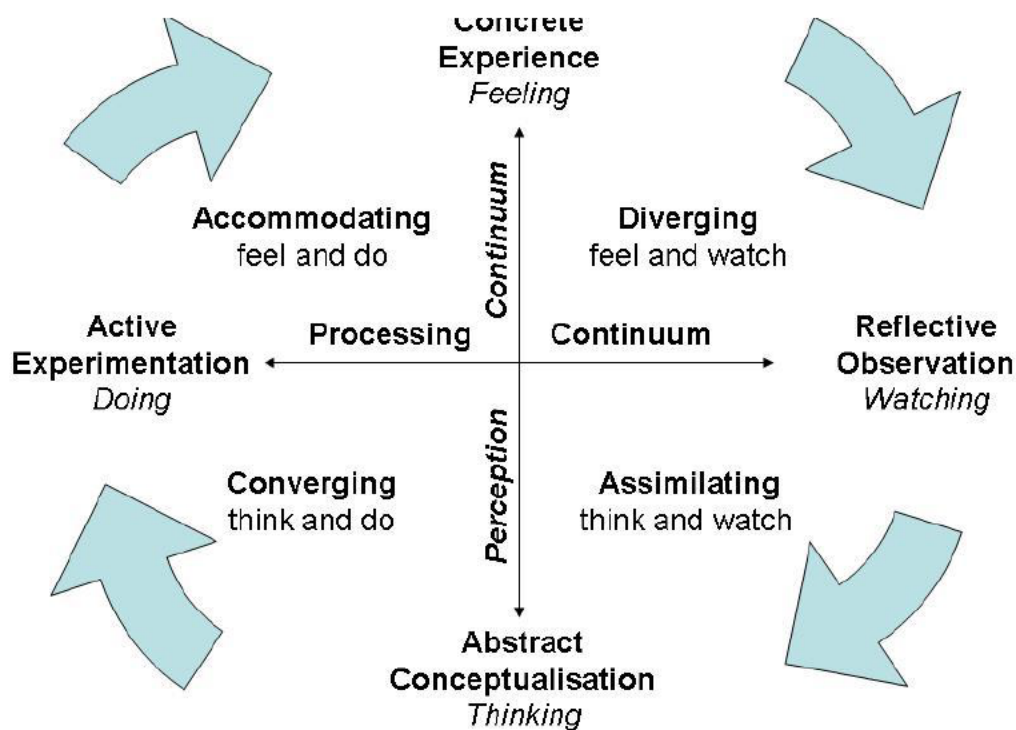 Concrete
Experience
Feeling
Continuum
Accommodating
feel and do
Diverging
feel and watch
Active
Experimentation
Doing
Processing
Continuum
Reflective
Observation
Watching
Perception
Converging
think and do
Assimilating
think and watch
Abstract
Conceptualisation
Thinking